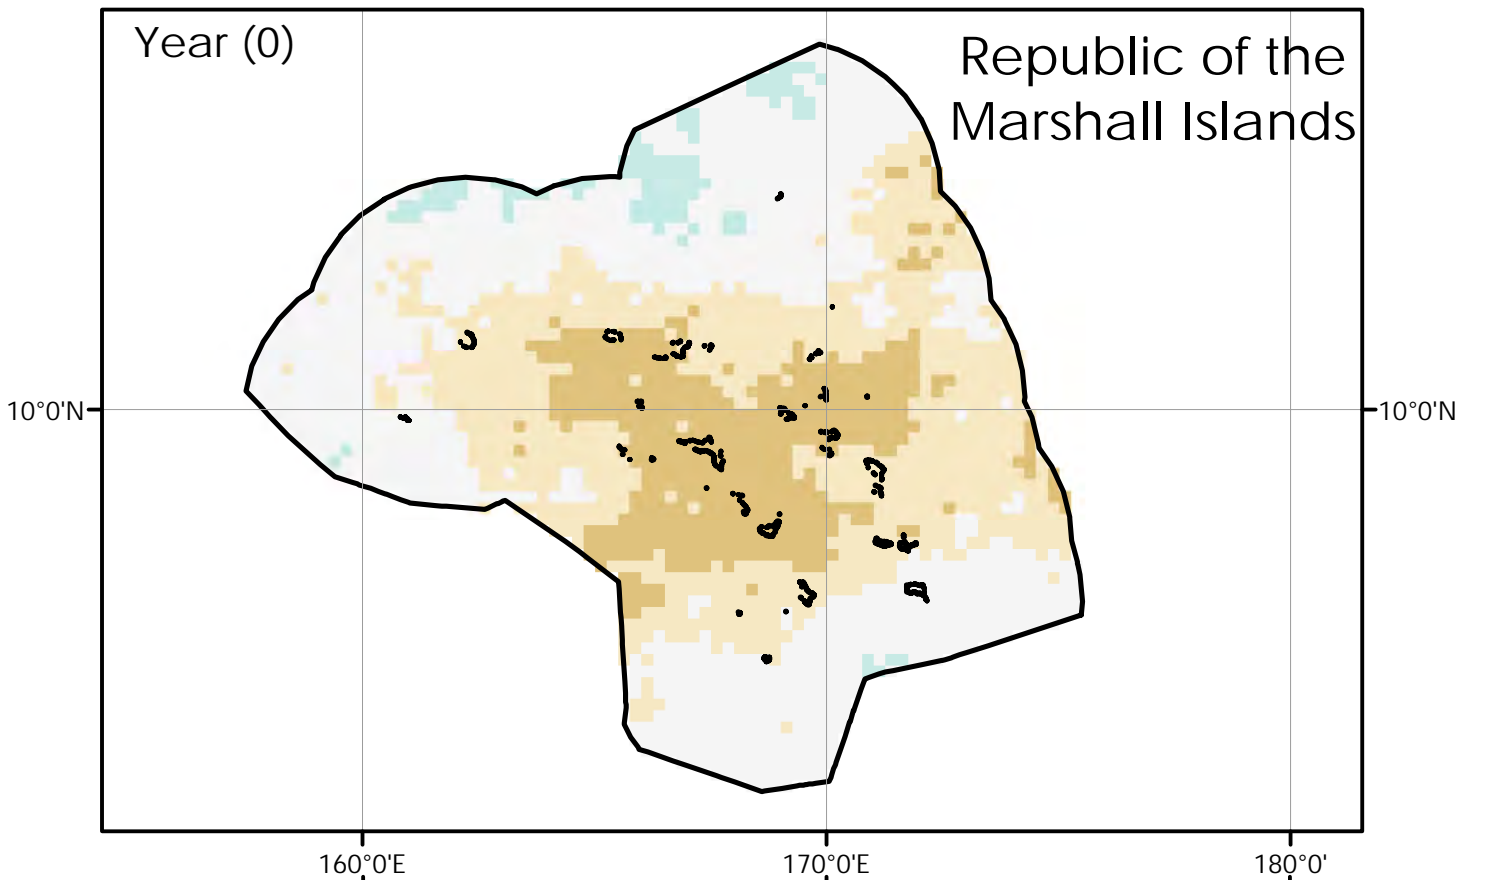 Year (0)
Republic of the
Marshall Islands
10°0'N
10°0'N
160°0'E
170°0'E
180°0'